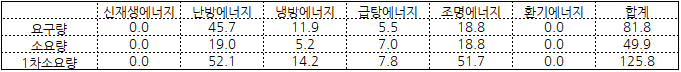 신재생에너지 난방에너지 냉방에너지 급탕에너지 조명에너지 환기에너지 합계
요구량 0.0 45.7 11.9 5.5 18.8 0.0 81.8
소요량 0.0 19.0 5.2 7.0 18.8 0.0 49.9
1차소요량 0.0 52.1 14.2 7.8 51.7 0.0 125.8